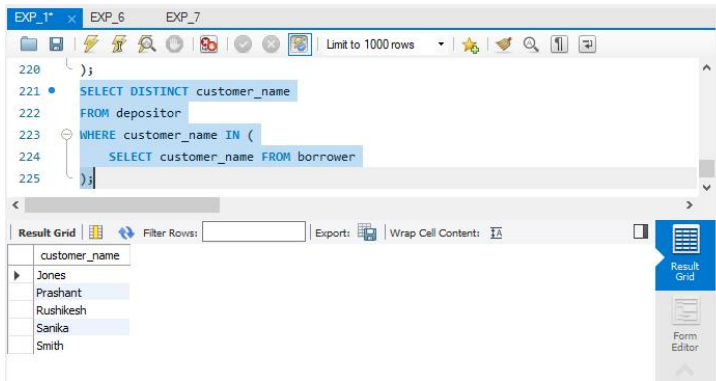 EXP_1* × EXP_6 EXP_7
Limit to 1000 rows
220 );
221 SELECT DISTINCT customer_name
222 FROM depositor
223 WHERE customer_name IN (
224 SELECT customer_name FROM borrower
225 );
Result Grid Filter Rows: Export: Wrap Cell Content: IA
customer_name
Jones
Prashant
Rushikesh
Sanika
Smith
Result
Grid
Form
Editor